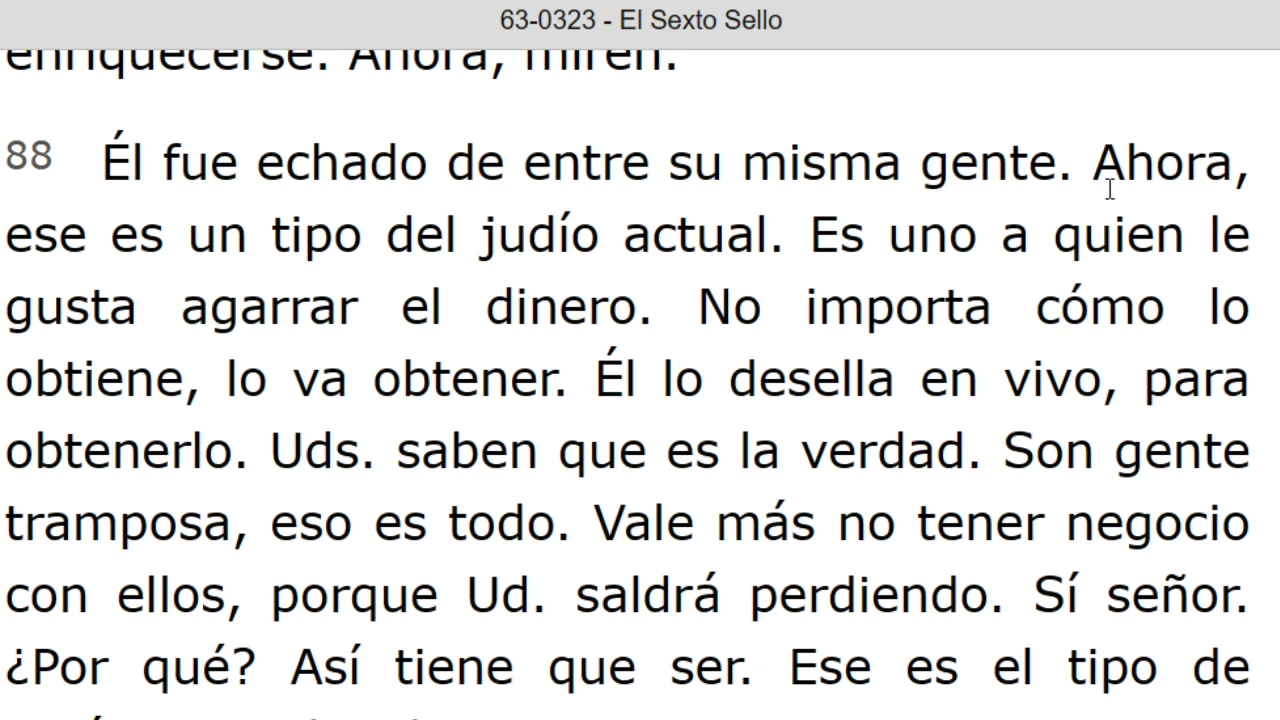 63-0323 - El Sexto Sello
enriquecerse. Ahora, miren.
88 Él fue echado de entre su misma gente. Ahora,
ese es un tipo del judío actual. Es uno a quien le
gusta agarrar el dinero. No importa cómo lo
obtiene, lo va obtener. Él lo desella en vivo, para
obtenerlo. Uds. saben que es la verdad. Son gente
tramposa, eso es todo. Vale más no tener negocio
con ellos, porque Ud. saldrá perdiendo. Sí señor.
¿Por qué? Así tiene que ser. Ese es el tipo de